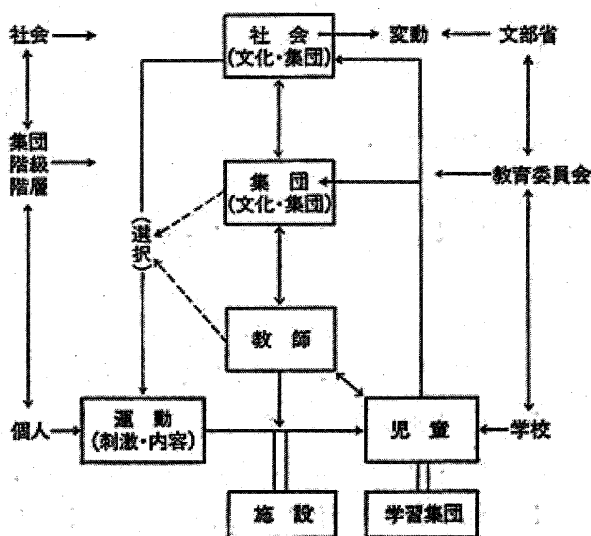 社会
社会
(文化・集団)
変動
文部省
集団
階級
階層
集団
(文化・集団)
教育委員会
(選択)
教師
個人
運動
(刺激・内容)
児童
学校
施設
学習集団